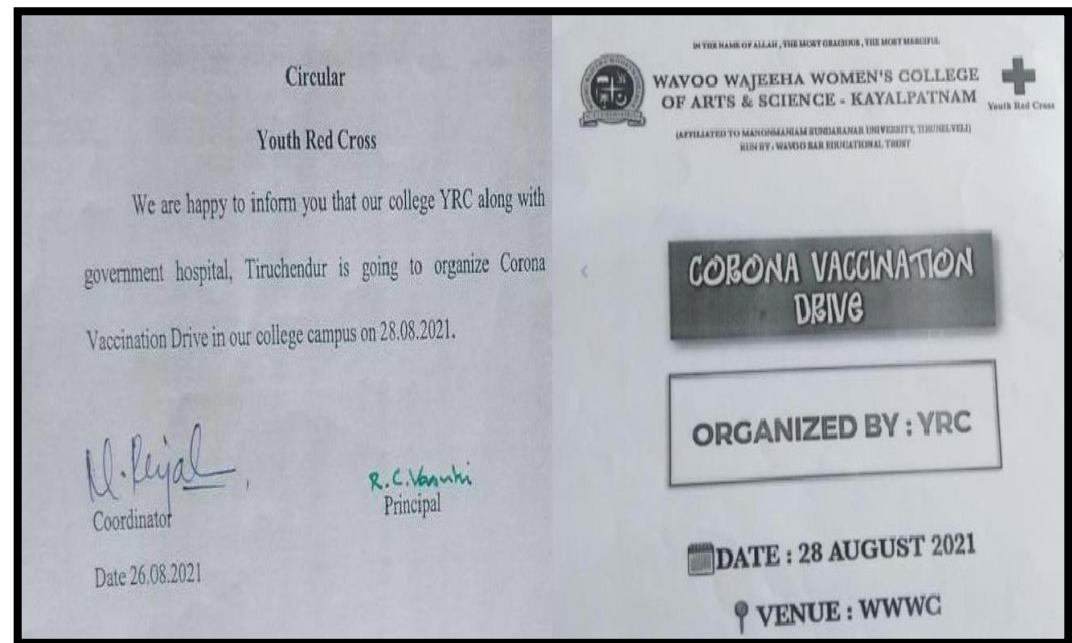 Circular
Youth Red Cross
We are happy to inform you that our college YRC along with
government hospital, Tiruchendur is going to organize Corona
Vaccination Drive in our college campus on 28.08.2021.
Coordinator
R.C.Vasuki
Principal
Date 26.08.2021
IN THE NAME OF ALLAH, THE MOST GRACIOUS, THE MOST MERCIFUL
WAVOO WAJEEHA WOMEN'S COLLEGE
OF ARTS & SCIENCE - KAYALPATNAM
Youth Red Cross
(AFFILIATED TO MANONMANIAM SUNDARANAR UNIVERSITY, TIRUNELVELI)
RUN BY: WAVOO SAR EDUCATIONAL TRUST
CORONA VACCINATION
DRIVE
ORGANIZED BY : YRC
DATE : 28 AUGUST 2021
VENUE : WWWC